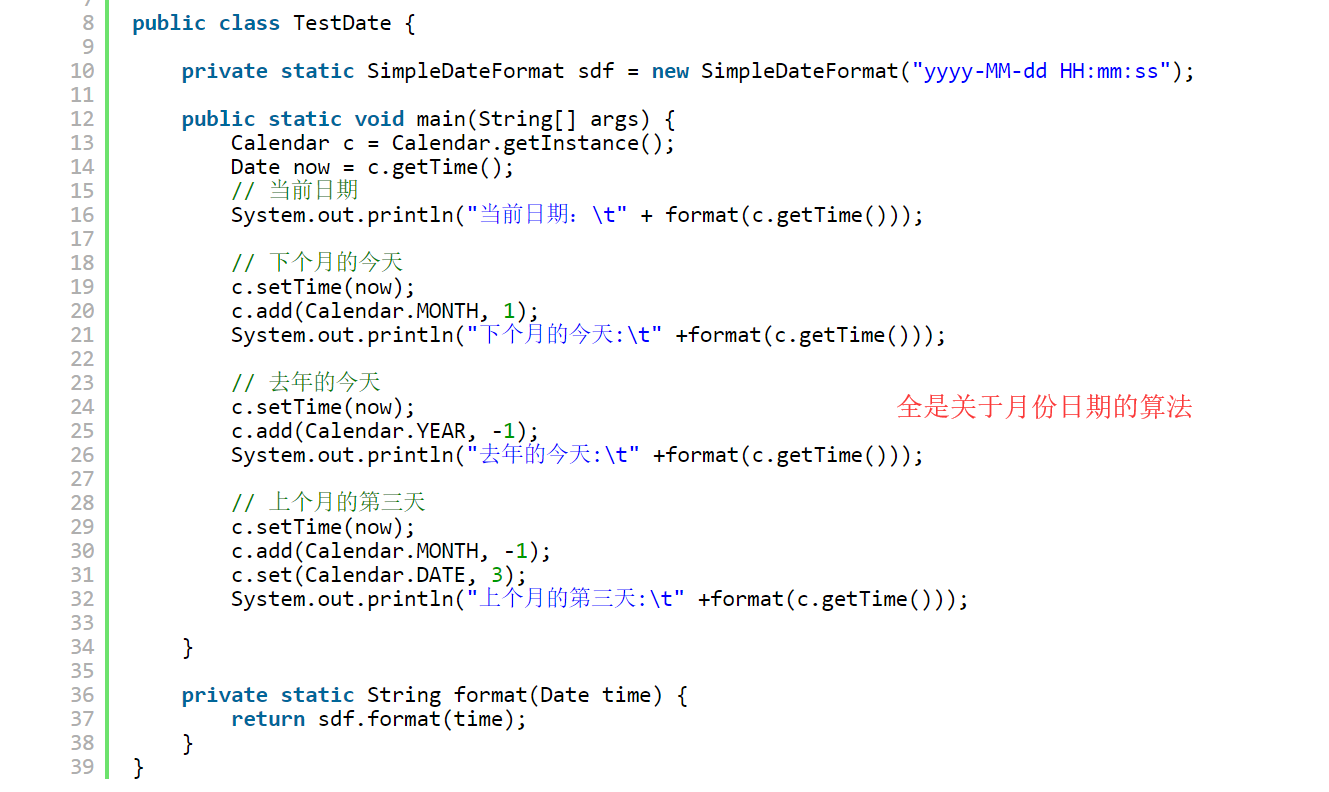 7
8 public class TestDate {
9
10 private static SimpleDateFormat sdf = new SimpleDateFormat("yyyy-MM-dd HH:mm:ss");
11
12 public static void main(String[] args) {
13 Calendar c = Calendar.getInstance();
14 Date now = c.getTime();
15 // 当前日期
16 System.out.println("当前日期：\t" + format(c.getTime()));
17
18 // 下个月的今天
19 c.setTime(now);
20 c.add(Calendar.MONTH, 1);
21 System.out.println("下个月的今天:\t" +format(c.getTime()));
22
23 // 去年的今天
24 c.setTime(now);
全是关于月份日期的算法
25 c.add(Calendar.YEAR, -1);
26 System.out.println("去年的今天:\t" +format(c.getTime()));
27
28 // 上个月的第三天
29 c.setTime(now);
30 c.add(Calendar.MONTH, -1);
31 c.set(Calendar.DATE, 3);
32 System.out.println("上个月的第三天:\t" +format(c.getTime()));
33
34 }
35
36 private static String format(Date time) {
37 return sdf.format(time);
38 }
39 }